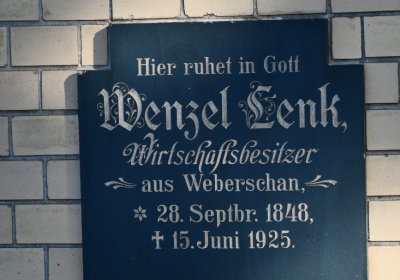 Hier ruhet in Gott
Wenzel Lenk,
Wirtschaftsbesitzer
aus Weberschan,
✲ 28. Septbr. 1848,
† 15. Juni 1925.